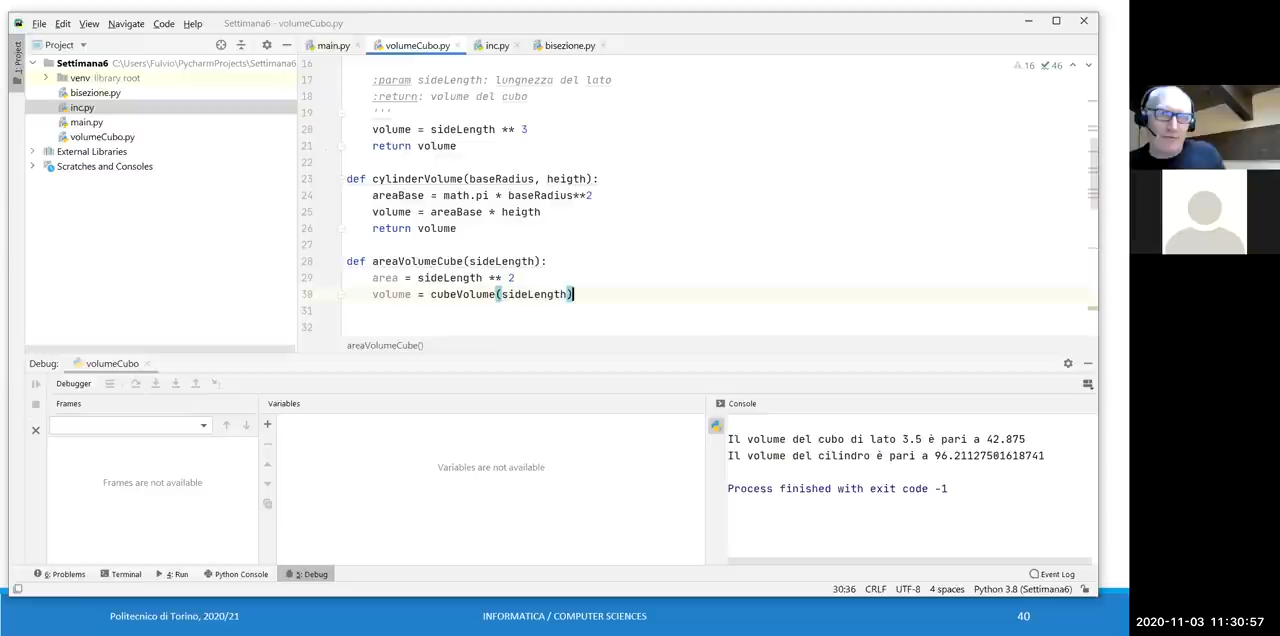 File Edit View Navigate Code Help Settimana6 - volumeCubo.py
Project main.py volumeCubo.py inc.py bisezione.py
1: Project
Settimana6 C:\Users\Fulvio\PycharmProjects\Settimana6
venv library root
bisezione.py
inc.py
main.py
volumeCubo.py
External Libraries
Scratches and Consoles
16 46
16
17 :param sideLength: lungnezza del lato
18 :return: volume del cubo
19 '''
20 volume = sideLength ** 3
21 return volume
22
23 def cylinderVolume(baseRadius, heigth):
24 areaBase = math.pi * baseRadius**2
25 volume = areaBase * heigth
26 return volume
27
28 def areaVolumeCube(sideLength):
29 area = sideLength ** 2
30 volume = cubeVolume(sideLength)
31
32
areaVolumeCube()
Debug: volumeCubo
Debugger
Frames Variables Console
Frames are not available
Variables are not available
Il volume del cubo di lato 3.5 è pari a 42.875
Il volume del cilindro è pari a 96.21127501618741
Process finished with exit code -1
6: Problems Terminal 4: Run Python Console 5: Debug Event Log
30:36 CRLF UTF-8 4 spaces Python 3.8 (Settimana6)
Politecnico di Torino, 2020/21 INFORMATICA / COMPUTER SCIENCES 40
2020-11-03 11:30:57